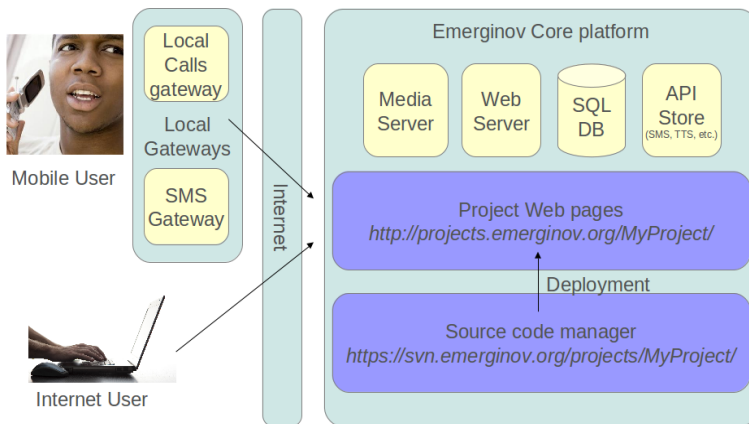 Local
Calls
gateway
Local
Gateways
SMS
Gateway
Mobile User
Internet User
Internet
Emerginov Core platform
Media
Server
Web
Server
SQL
DB
API
Store
(SMS, TTS, etc.)
Project Web pages
http://projects.emerginov.org/MyProject/
Deployment
Source code manager
https://svn.emerginov.org/projects/MyProject/